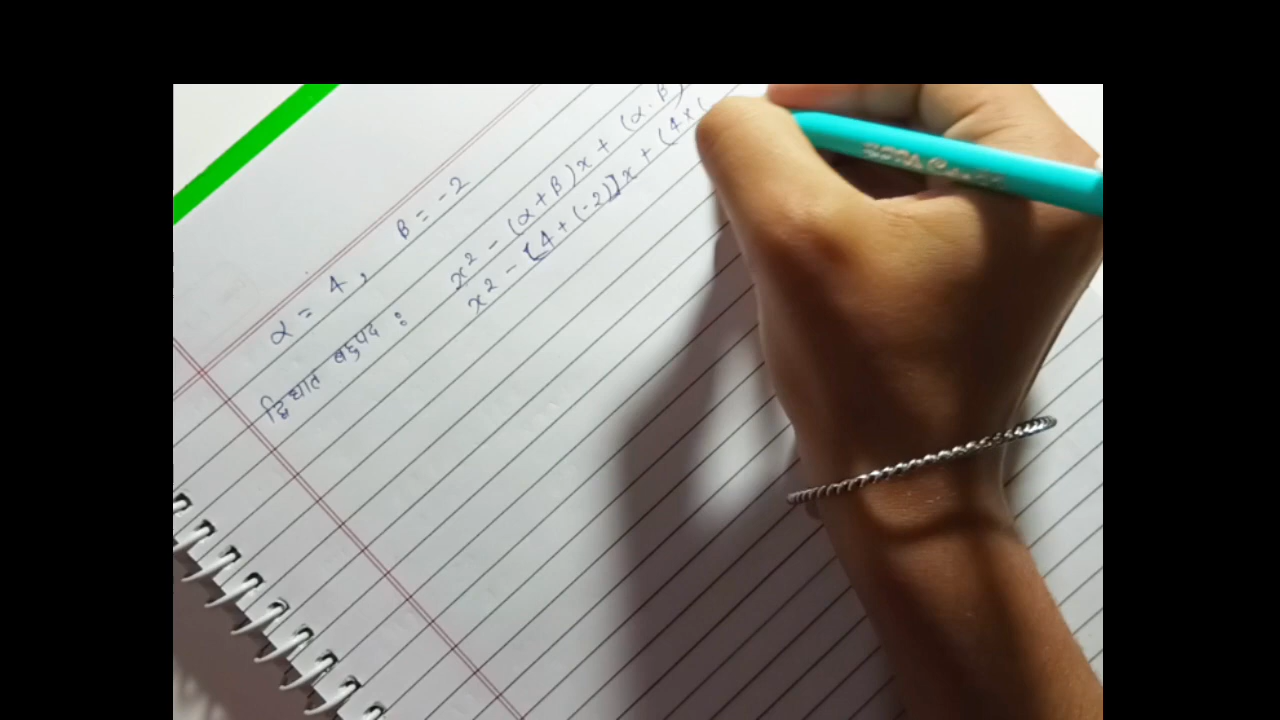 α = 4 , β = -2
द्विघात बहुपद : x² - (α + β)x + (α · β)
x² - [4 + (-2)]x + (4 × (